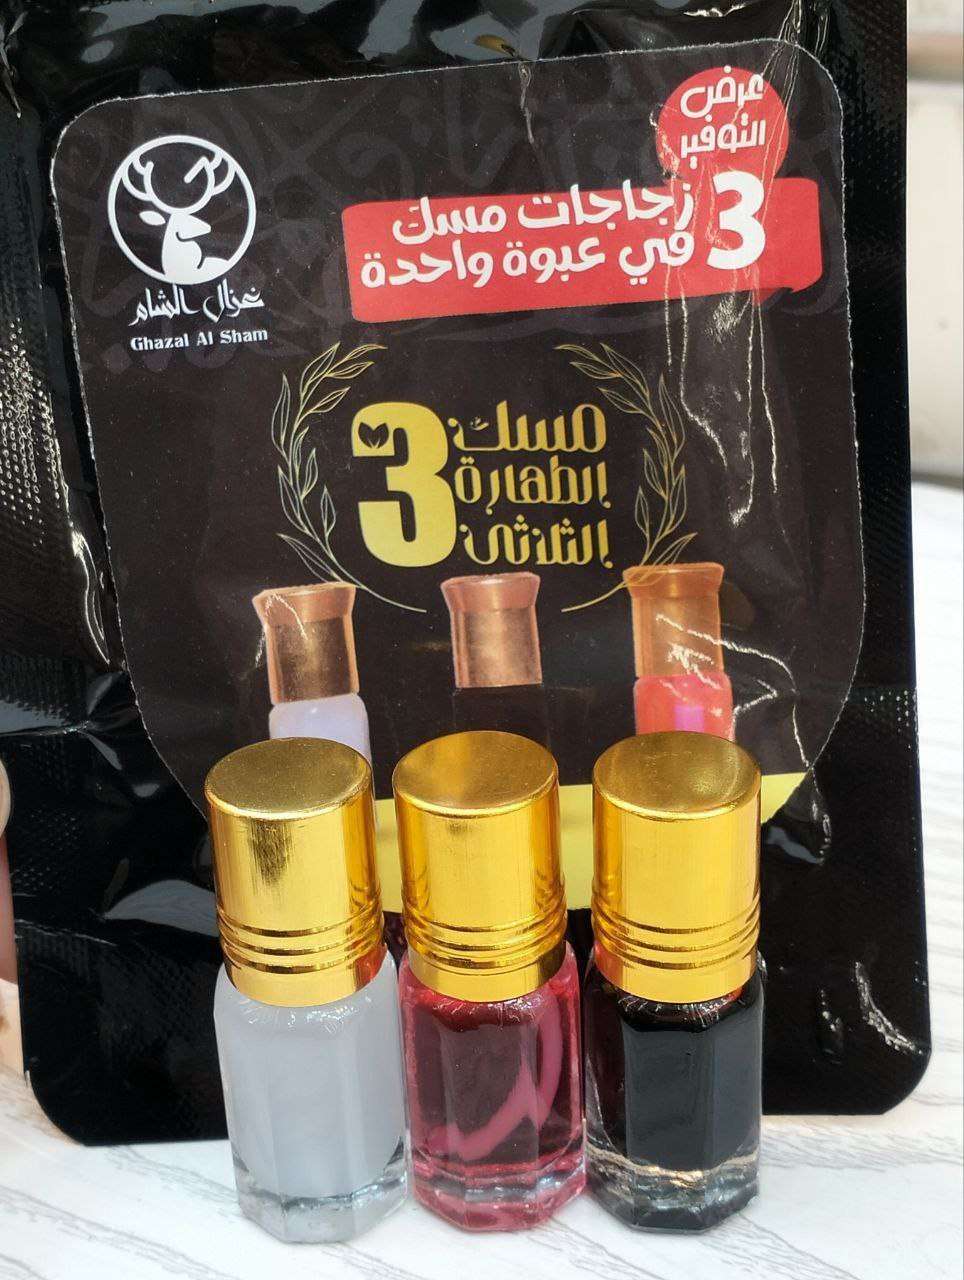 عرض
التوفير
3 زجاجات مسك
في عبوة واحدة
غزال الشام
Ghazal Al Sham
3 مسك
الطهارة
الثلاثي